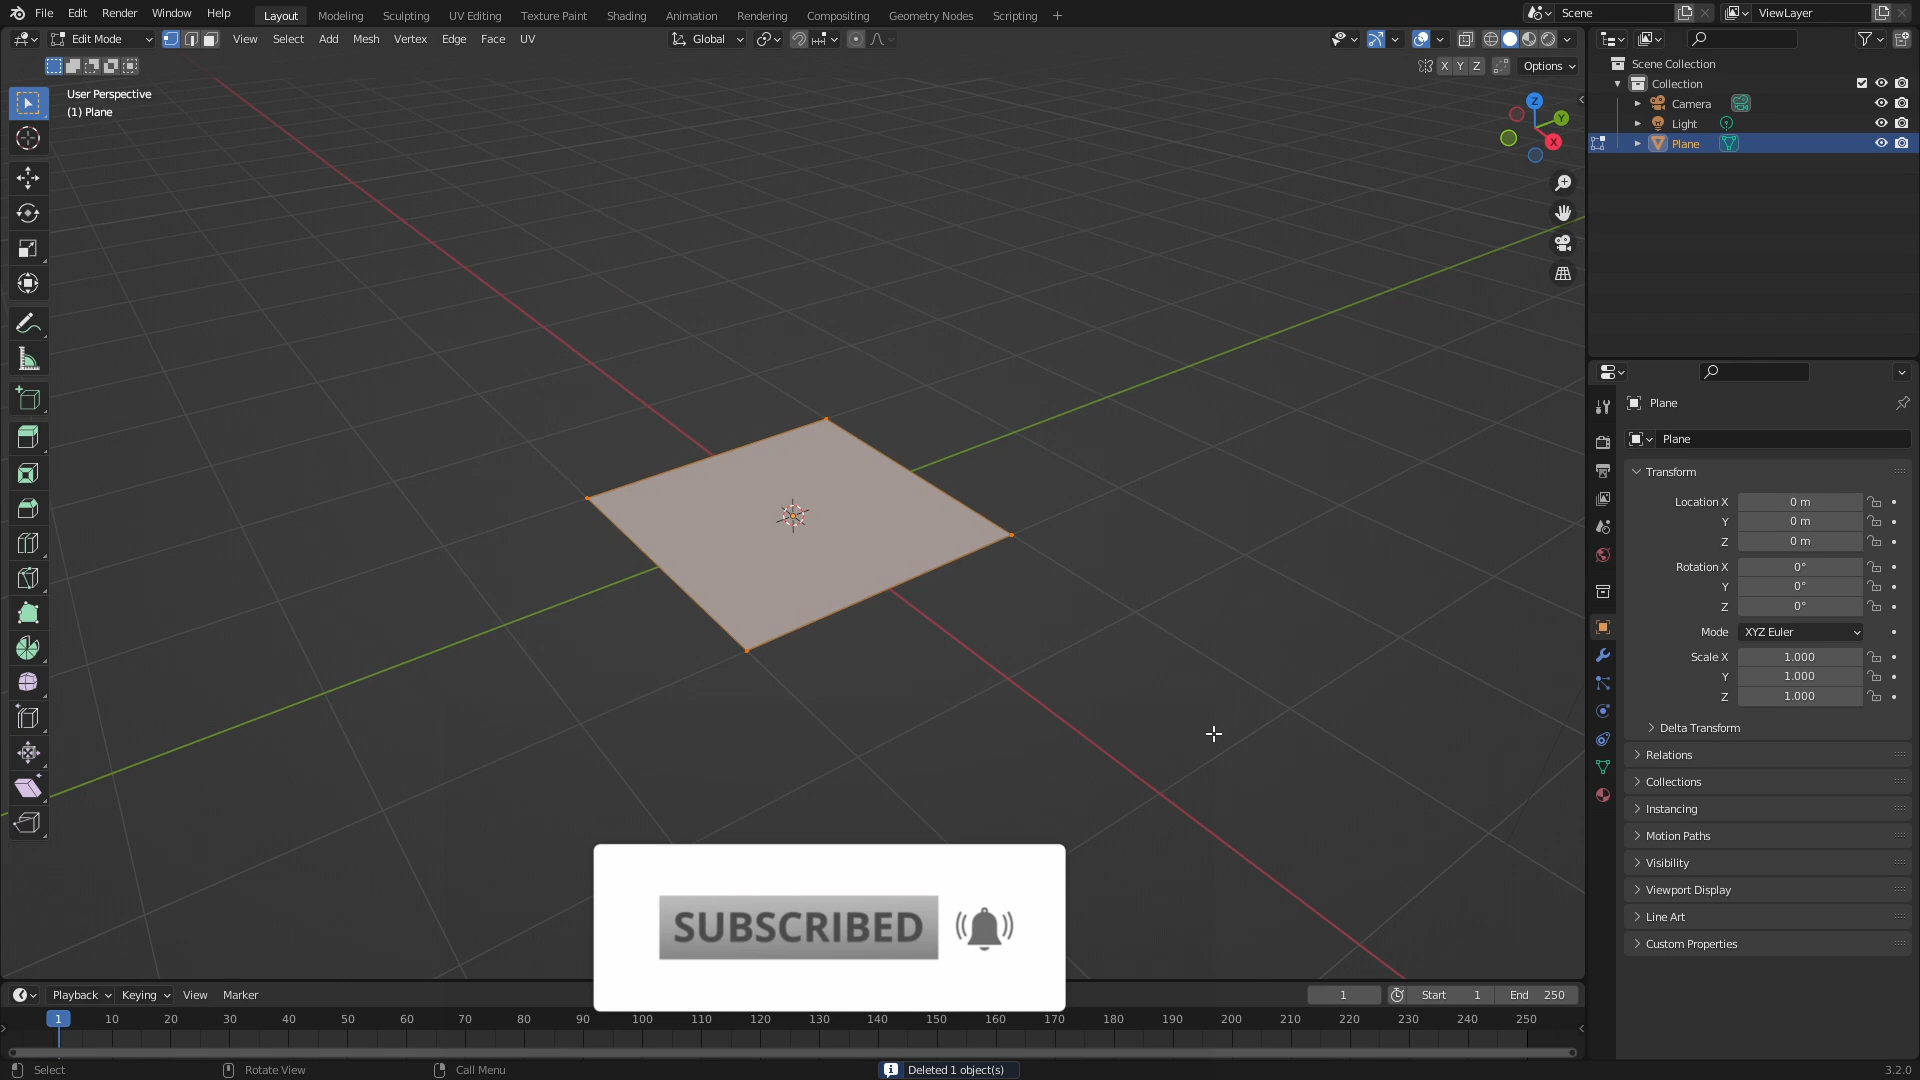 File Edit Render Window Help Layout Modeling Sculpting UV Editing Texture Paint Shading Animation Rendering Compositing Geometry Nodes Scripting + Scene ViewLayer
Edit Mode View Select Add Mesh Vertex Edge Face UV Global
X Y Z Options
User Perspective
(1) Plane
Z
Y
X
Scene Collection
Collection
Camera
Light
Plane
Plane
Plane
Transform
Location X 0 m
Y 0 m
Z 0 m
Rotation X 0°
Y 0°
Z 0°
Mode XYZ Euler
Scale X 1.000
Y 1.000
Z 1.000
Delta Transform
Relations
Collections
Instancing
Motion Paths
Visibility
Viewport Display
Line Art
Custom Properties
SUBSCRIBED
Playback Keying View Marker 1 Start 1 End 250
1 10 20 30 40 50 60 70 80 90 100 110 120 130 140 150 160 170 180 190 200 210 220 230 240 250
Select Rotate View Call Menu Deleted 1 object(s) 3.2.0